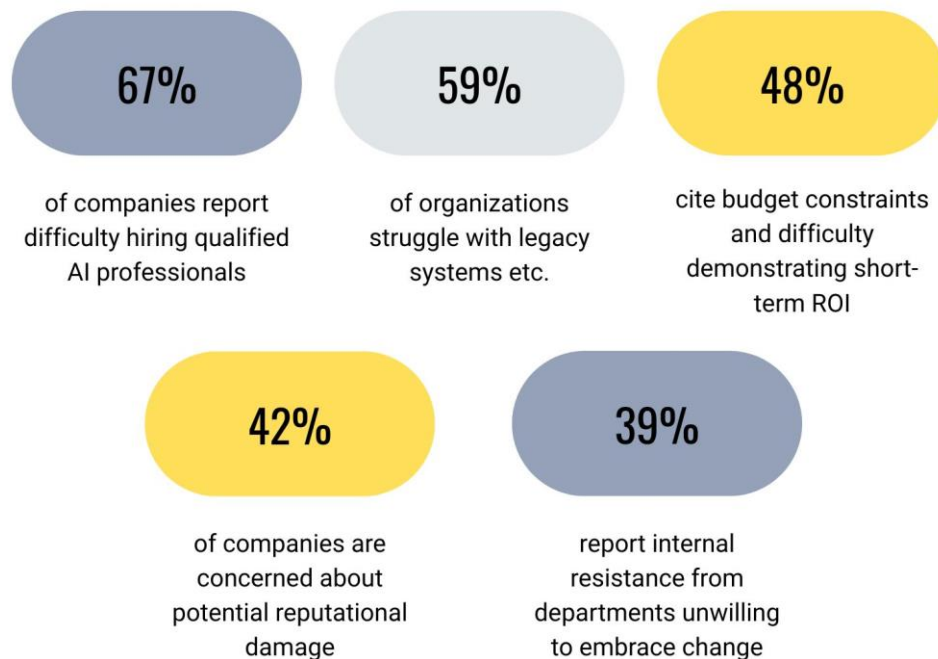 67%
of companies report
difficulty hiring qualified
AI professionals
59%
of organizations
struggle with legacy
systems etc.
48%
cite budget constraints
and difficulty
demonstrating short-
term ROI
42%
of companies are
concerned about
potential reputational
damage
39%
report internal
resistance from
departments unwilling
to embrace change